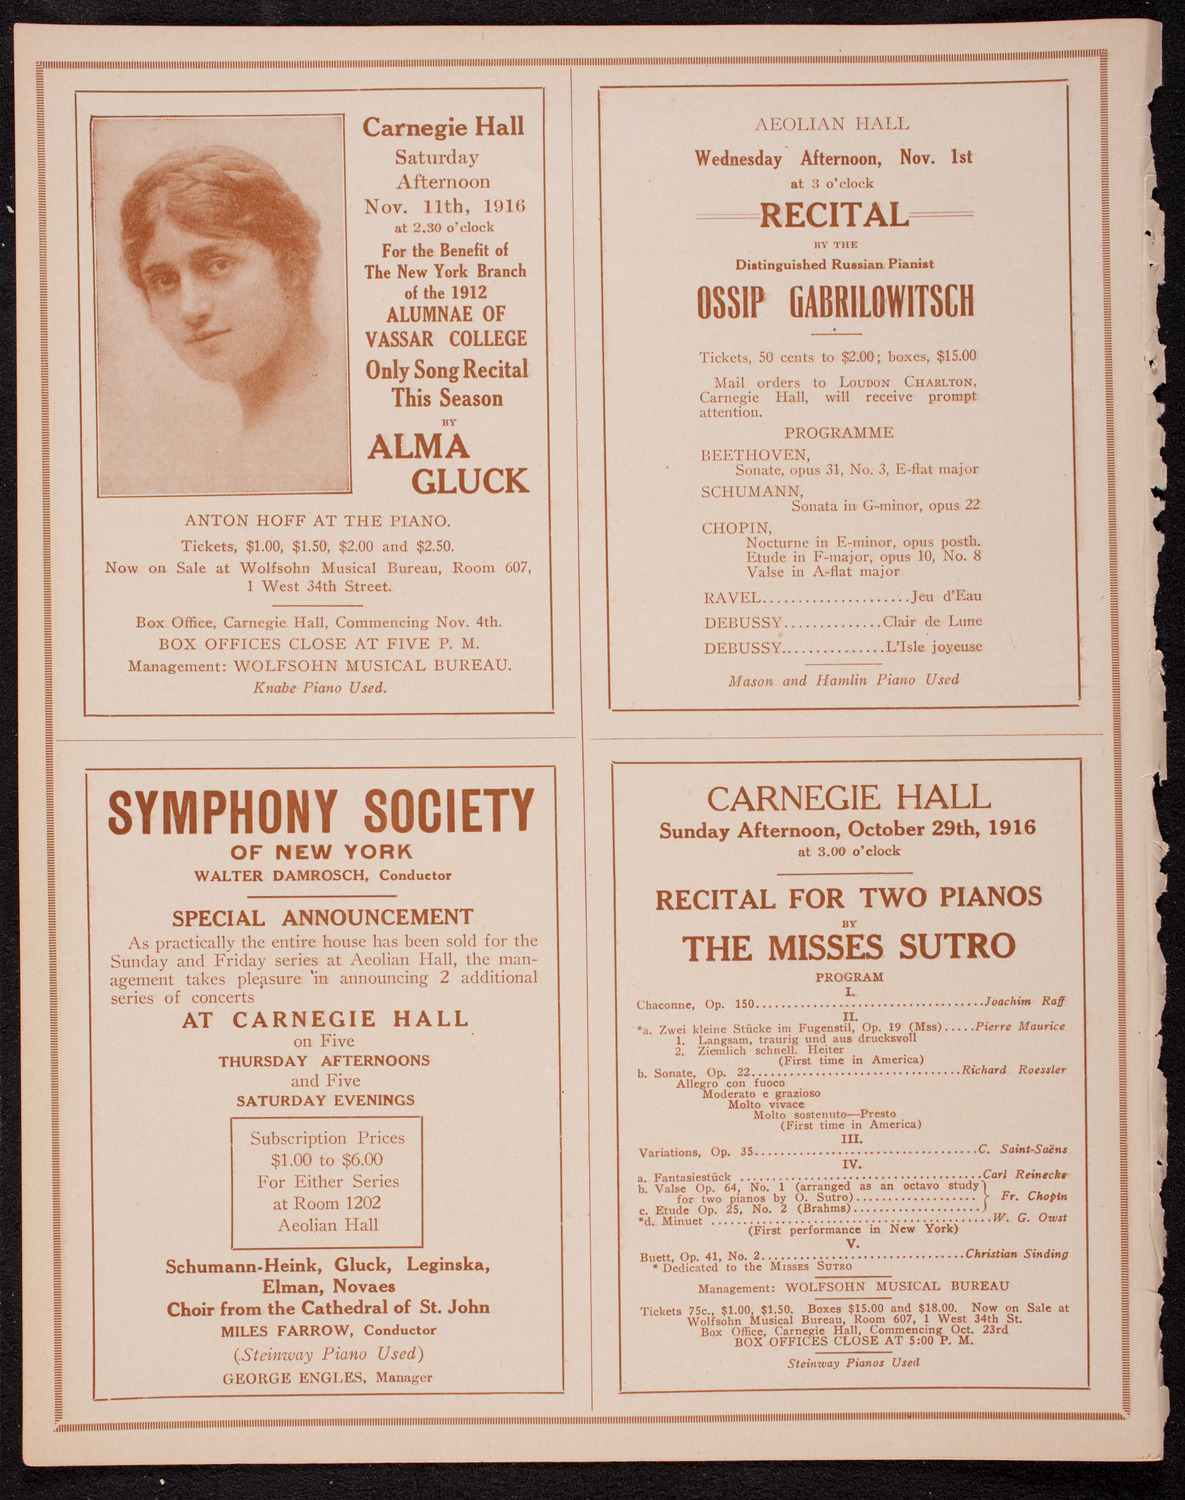 Carnegie Hall
Saturday
Afternoon
Nov. 11th, 1916
at 2.30 o'clock
For the Benefit of
The New York Branch
of the 1912
ALUMNAE OF
VASSAR COLLEGE
Only Song Recital
This Season
BY
ALMA
GLUCK
ANTON HOFF AT THE PIANO.
Tickets, $1.00, $1.50, $2.00 and $2.50.
Now on Sale at Wolfsohn Musical Bureau, Room 607,
1 West 34th Street.
Box Office, Carnegie Hall, Commencing Nov. 4th.
BOX OFFICES CLOSE AT FIVE P. M.
Management: WOLFSOHN MUSICAL BUREAU.
Knabe Piano Used.
AEOLIAN HALL
Wednesday Afternoon, Nov. 1st
at 3 o'clock
RECITAL
BY THE
Distinguished Russian Pianist
OSSIP GABRILOWITSCH
Tickets, 50 cents to $2.00; boxes, $15.00
Mail orders to LOUDON CHARLTON,
Carnegie Hall, will receive prompt
attention.
PROGRAMME
BEETHOVEN,
Sonate, opus 31, No. 3, E-flat major
SCHUMANN,
Sonata in G-minor, opus 22
CHOPIN,
Nocturne in E-minor, opus posth.
Etude in F-major, opus 10, No. 8
Valse in A-flat major
RAVEL....................Jeu d'Eau
DEBUSSY.............Clair de Lune
DEBUSSY...............L'Isle joyeuse
Mason and Hamlin Piano Used
SYMPHONY SOCIETY
OF NEW YORK
WALTER DAMROSCH, Conductor
SPECIAL ANNOUNCEMENT
As practically the entire house has been sold for the
Sunday and Friday series at Aeolian Hall, the man-
agement takes pleasure in announcing 2 additional
series of concerts
AT CARNEGIE HALL
on Five
THURSDAY AFTERNOONS
and Five
SATURDAY EVENINGS
Subscription Prices
$1.00 to $6.00
For Either Series
at Room 1202
Aeolian Hall
Schumann-Heink, Gluck, Leginska,
Elman, Novaes
Choir from the Cathedral of St. John
MILES FARROW, Conductor
(Steinway Piano Used)
GEORGE ENGLES, Manager
CARNEGIE HALL
Sunday Afternoon, October 29th, 1916
at 3.00 o'clock
RECITAL FOR TWO PIANOS
BY
THE MISSES SUTRO
PROGRAM
I.
Chaconne, Op. 150....................................Joachim Raff
II.
*a. Zwei kleine Stücke im Fugenstil, Op. 19 (Mss).....Pierre Maurice
1. Langsam, traurig und aus drucksvoll
2. Ziemlich schnell. Heiter
(First time in America)
b. Sonate, Op. 22.................................Richard Roessler
Allegro con fuoco
Moderato e grazioso
Molto vivace
Molto sostenuto—Presto
(First time in America)
III.
Variations, Op. 35...................................C. Saint-Saëns
IV.
a. Fantasiestück ......................................Carl Reinecke
b. Valse Op. 64, No. 1 (arranged as an octavo study
for two pianos by O. Sutro)................... Fr. Chopin
c. Etude Op. 25, No. 2 (Brahms)....................
*d. Minuet ............................................W. G. Owst
(First performance in New York)
V.
Buett, Op. 41, No. 2................................Christian Sinding
* Dedicated to the MISSES SUTRO
Management: WOLFSOHN MUSICAL BUREAU
Tickets 75c., $1.00, $1.50. Boxes $15.00 and $18.00. Now on Sale at
Wolfsohn Musical Bureau, Room 607, 1 West 34th St.
Box Office, Carnegie Hall, Commencing Oct. 23rd
BOX OFFICES CLOSE AT 5:00 P. M.
Steinway Pianos Used